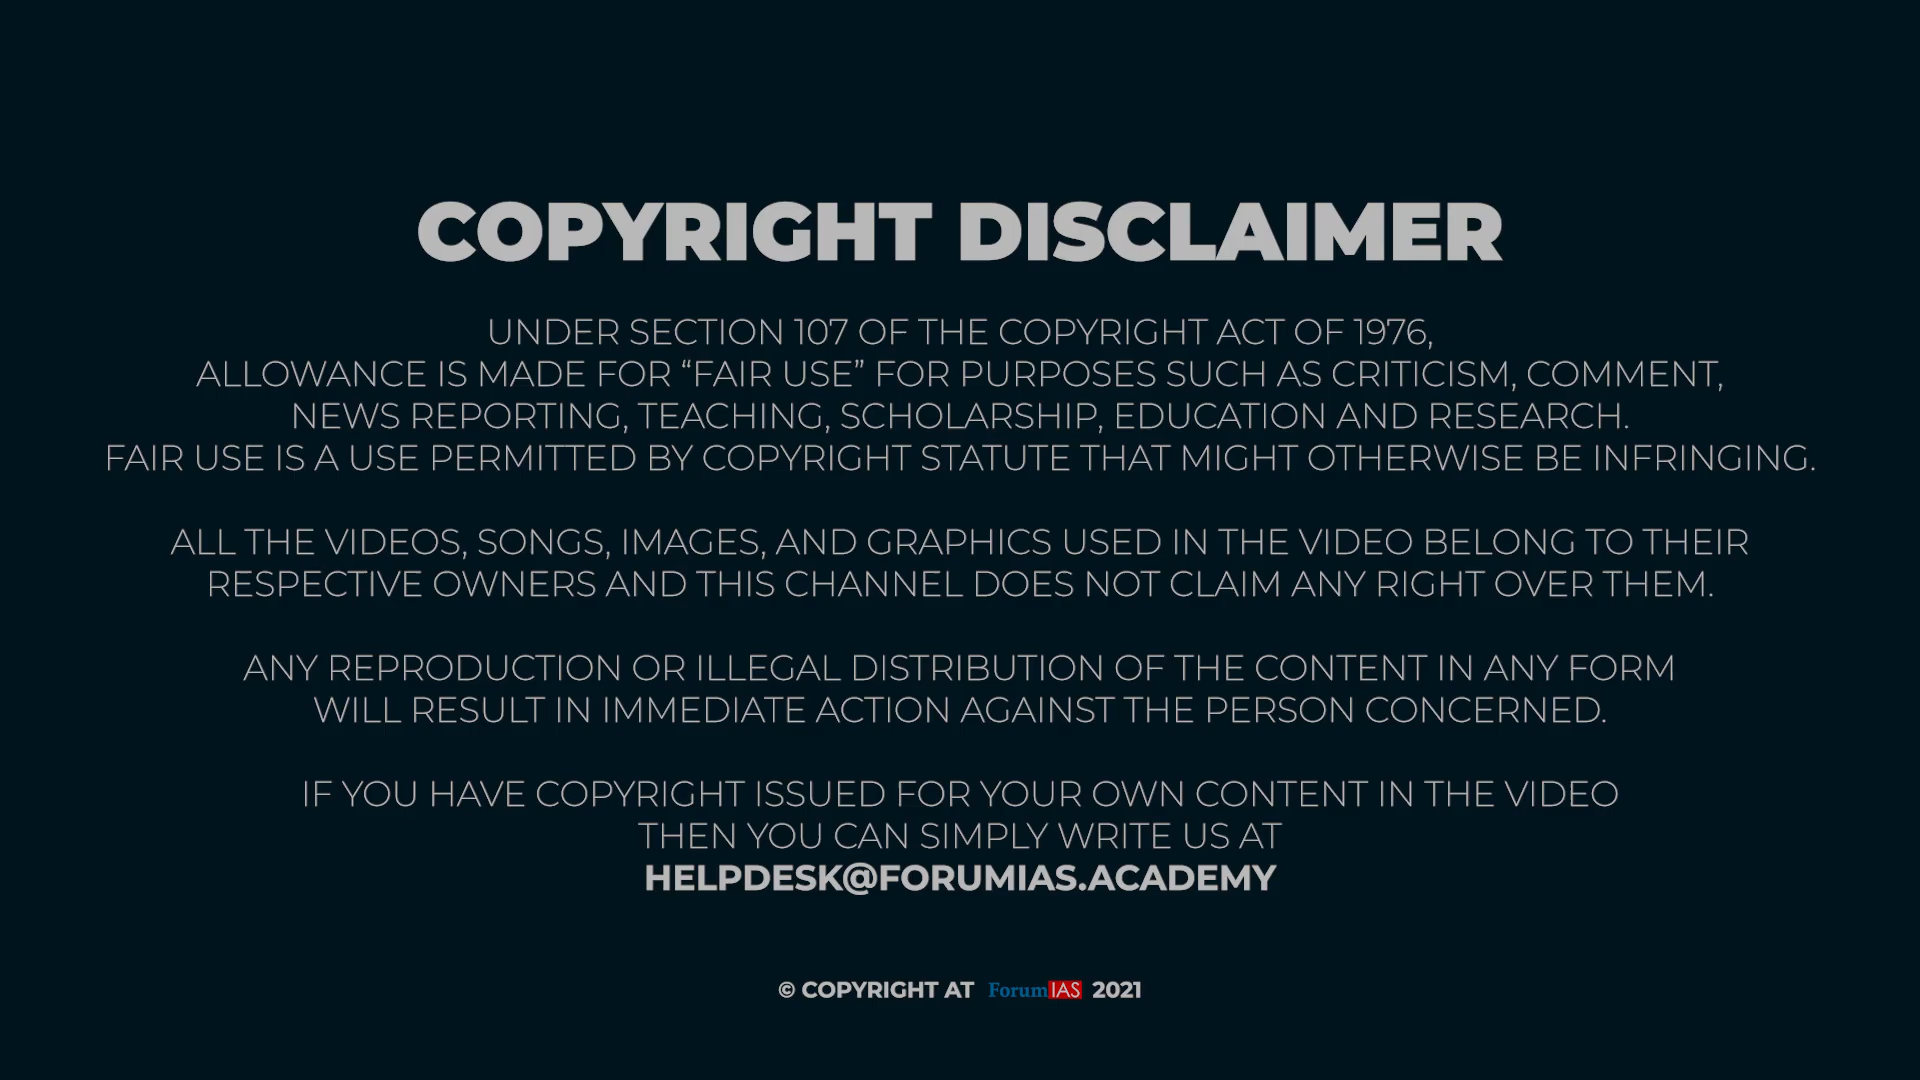 COPYRIGHT DISCLAIMER
UNDER SECTION 107 OF THE COPYRIGHT ACT OF 1976,
ALLOWANCE IS MADE FOR “FAIR USE” FOR PURPOSES SUCH AS CRITICISM, COMMENT,
NEWS REPORTING, TEACHING, SCHOLARSHIP, EDUCATION AND RESEARCH.
FAIR USE IS A USE PERMITTED BY COPYRIGHT STATUTE THAT MIGHT OTHERWISE BE INFRINGING.
ALL THE VIDEOS, SONGS, IMAGES, AND GRAPHICS USED IN THE VIDEO BELONG TO THEIR
RESPECTIVE OWNERS AND THIS CHANNEL DOES NOT CLAIM ANY RIGHT OVER THEM.
ANY REPRODUCTION OR ILLEGAL DISTRIBUTION OF THE CONTENT IN ANY FORM
WILL RESULT IN IMMEDIATE ACTION AGAINST THE PERSON CONCERNED.
IF YOU HAVE COPYRIGHT ISSUED FOR YOUR OWN CONTENT IN THE VIDEO
THEN YOU CAN SIMPLY WRITE US AT
HELPDESK@FORUMIAS.ACADEMY
© COPYRIGHT AT ForumIAS 2021